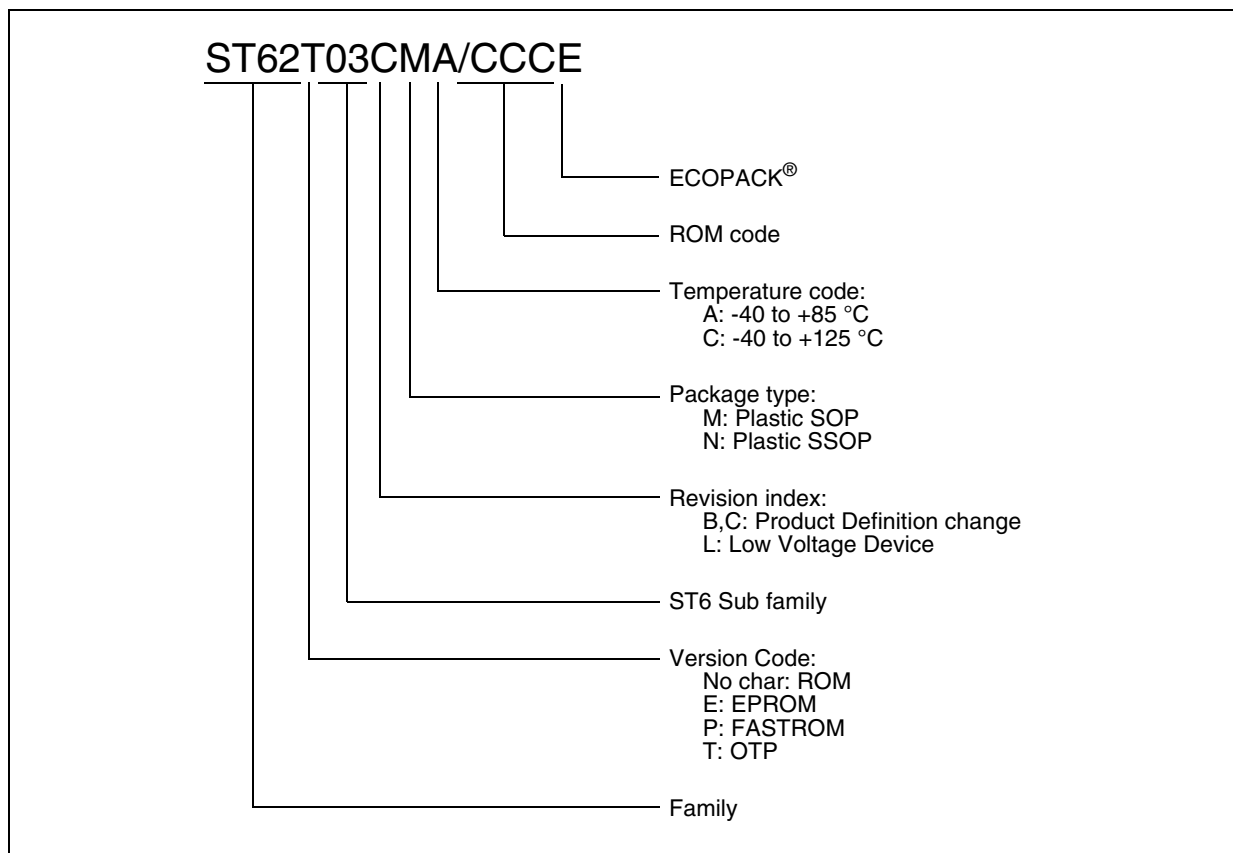 ST62T03CMA/CCCE
ECOPACK®
ROM code
Temperature code:
A: -40 to +85 °C
C: -40 to +125 °C
Package type:
M: Plastic SOP
N: Plastic SSOP
Revision index:
B,C: Product Definition change
L: Low Voltage Device
ST6 Sub family
Version Code:
No char: ROM
E: EPROM
P: FASTROM
T: OTP
Family